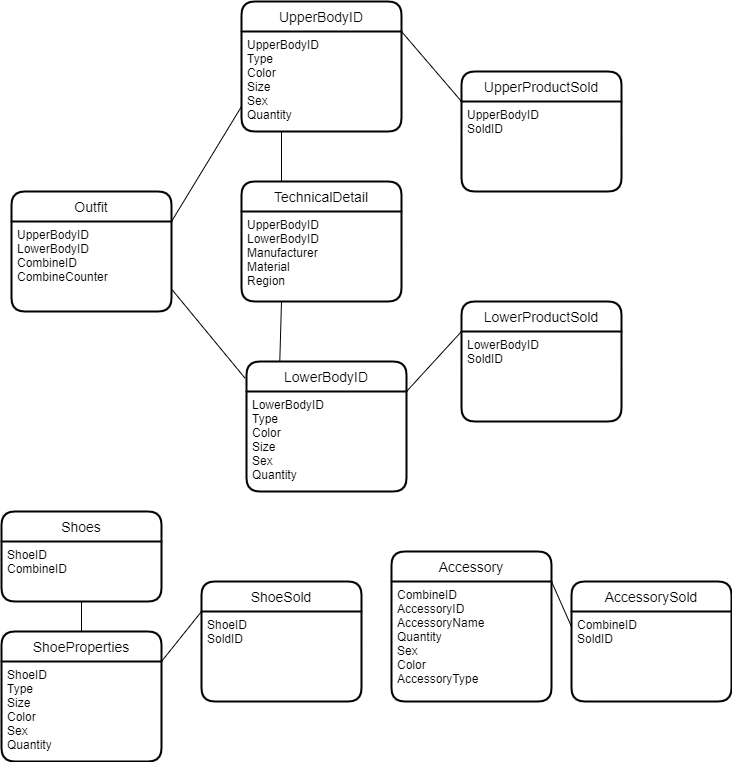 UpperBodyID
UpperBodyID
Type
Color
Size
Sex
Quantity
UpperProductSold
UpperBodyID
SoldID
Outfit
UpperBodyID
LowerBodyID
CombineID
CombineCounter
TechnicalDetail
UpperBodyID
LowerBodyID
Manufacturer
Material
Region
LowerProductSold
LowerBodyID
SoldID
LowerBodyID
LowerBodyID
Type
Color
Size
Sex
Quantity
Shoes
ShoeID
CombineID
ShoeProperties
ShoeID
Type
Size
Color
Sex
Quantity
ShoeSold
ShoeID
SoldID
Accessory
CombineID
AccessoryID
AccessoryName
Quantity
Sex
Color
AccessoryType
AccessorySold
CombineID
SoldID